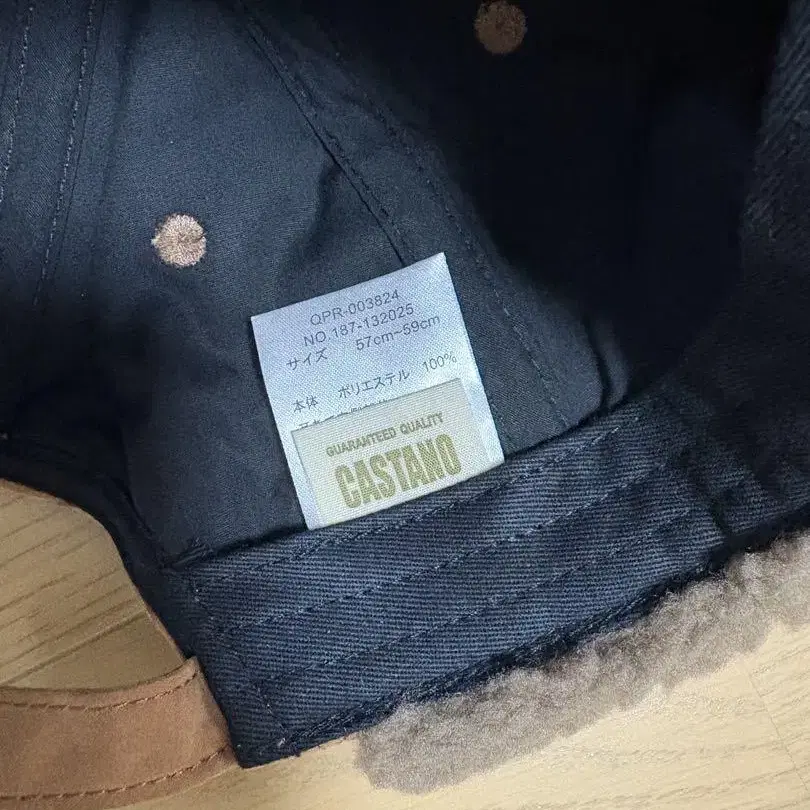 QPR-003824
NO.187-132025
サイズ 57cm-59cm
本体 ポリエステル 100%
GUARANTEED QUALITY
CASTANO